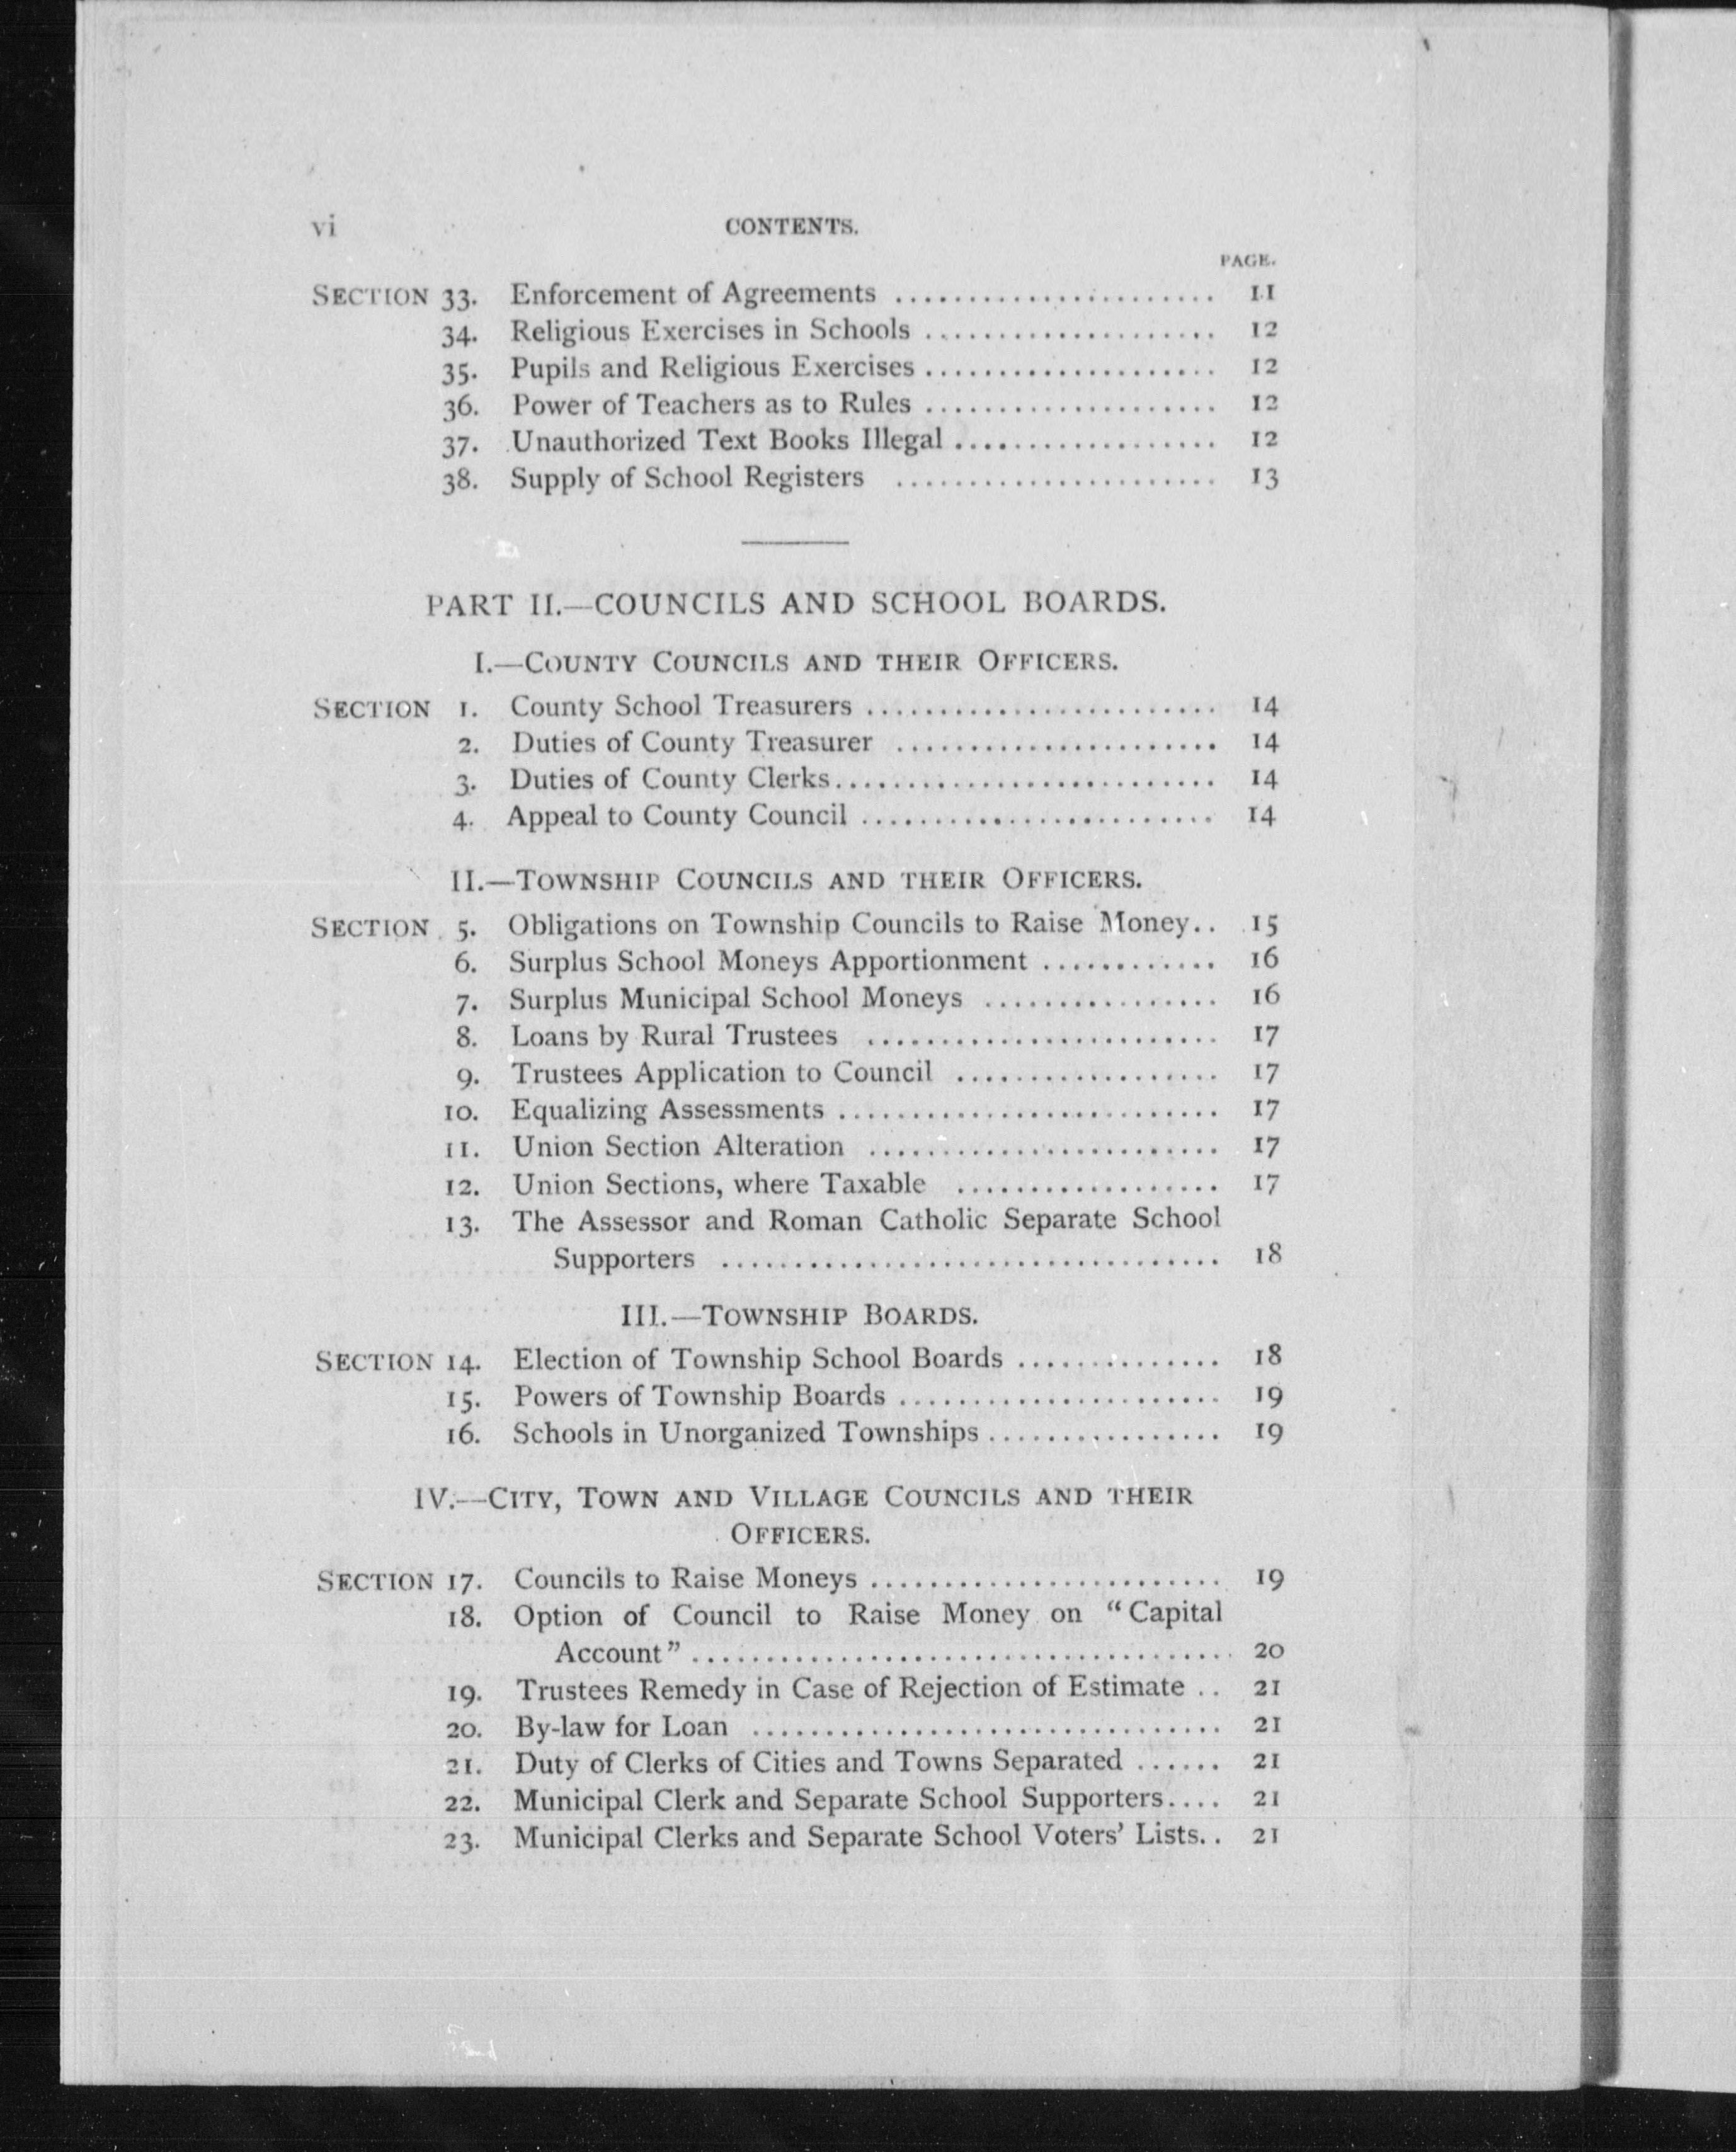 vi CONTENTS.
PAGE.
SECTION 33. Enforcement of Agreements ...................... 11
34. Religious Exercises in Schools .................... 12
35. Pupils and Religious Exercises .................... 12
36. Power of Teachers as to Rules .................... 12
37. Unauthorized Text Books Illegal .................. 12
38. Supply of School Registers ...................... 13
PART II.—COUNCILS AND SCHOOL BOARDS.
I.—COUNTY COUNCILS AND THEIR OFFICERS.
SECTION 1. County School Treasurers ........................ 14
2. Duties of County Treasurer ...................... 14
3. Duties of County Clerks.......................... 14
4. Appeal to County Council ........................ 14
II.—TOWNSHIP COUNCILS AND THEIR OFFICERS.
SECTION 5. Obligations on Township Councils to Raise Money.. 15
6. Surplus School Moneys Apportionment ............ 16
7. Surplus Municipal School Moneys ................ 16
8. Loans by Rural Trustees ........................ 17
9. Trustees Application to Council .................. 17
10. Equalizing Assessments .......................... 17
11. Union Section Alteration ........................ 17
12. Union Sections, where Taxable .................. 17
13. The Assessor and Roman Catholic Separate School
Supporters .................................. 18
III.—TOWNSHIP BOARDS.
SECTION 14. Election of Township School Boards .............. 18
15. Powers of Township Boards ...................... 19
16. Schools in Unorganized Townships ................ 19
IV.—CITY, TOWN AND VILLAGE COUNCILS AND THEIR
OFFICERS.
SECTION 17. Councils to Raise Moneys ........................ 19
18. Option of Council to Raise Money on “Capital
Account” ..................................... 20
19. Trustees Remedy in Case of Rejection of Estimate .. 21
20. By-law for Loan ................................ 21
21. Duty of Clerks of Cities and Towns Separated ...... 21
22. Municipal Clerk and Separate School Supporters.... 21
23. Municipal Clerks and Separate School Voters’ Lists.. 21